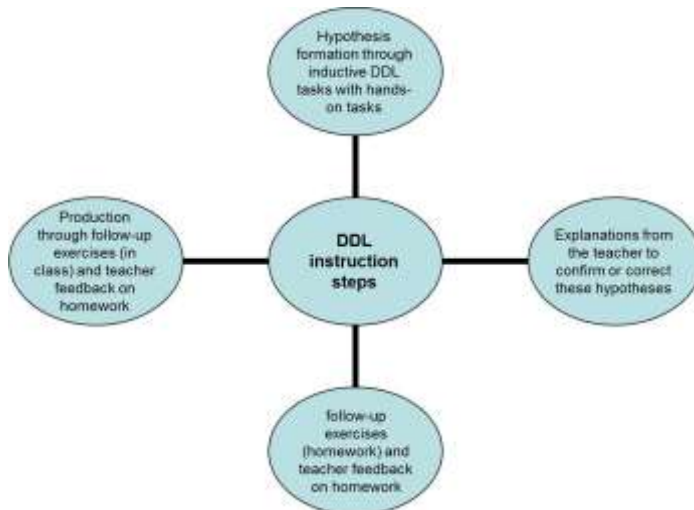 Hypothesis
formation through
inductive DDL
tasks with hands-
on tasks
Production
through follow-up
exercises (in
class) and teacher
feedback on
homework
DDL
instruction
steps
Explanations from
the teacher to
confirm or correct
these hypotheses
follow-up
exercises
(homework) and
teacher feedback
on homework